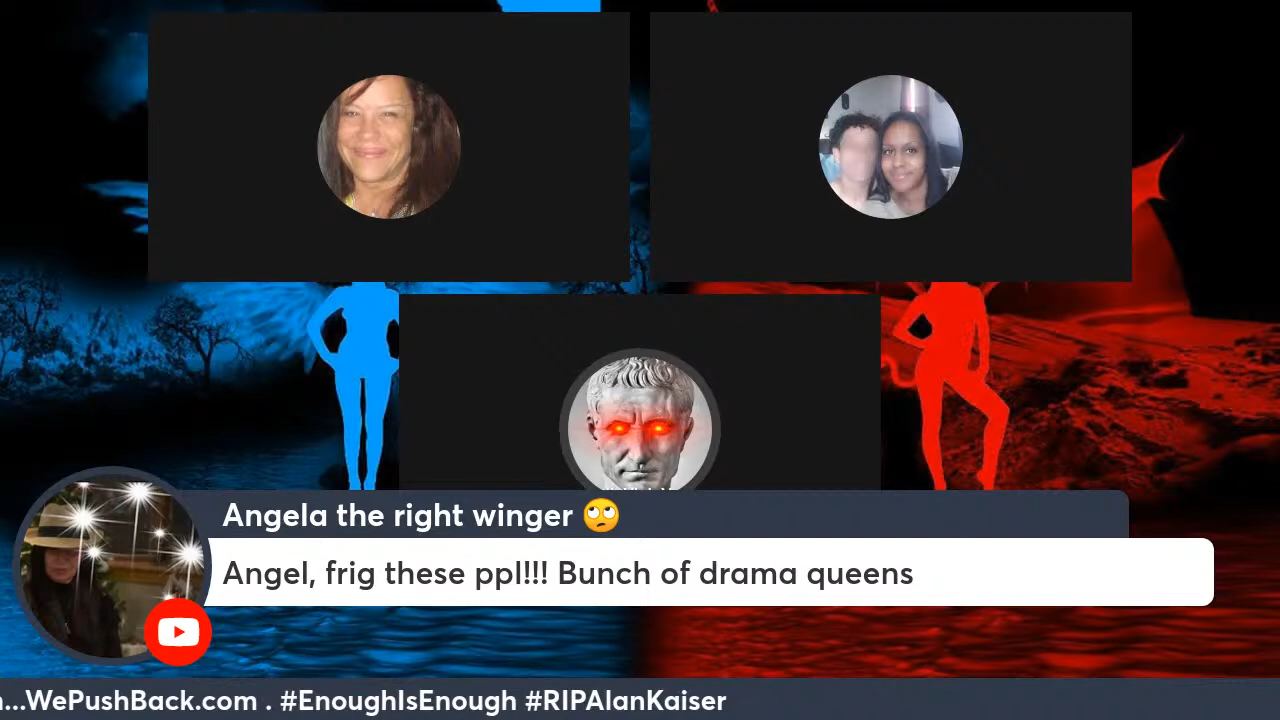 Angela the right winger 🙄
Angel, frig these ppl!!! Bunch of drama queens
...WePushBack.com . #EnoughIsEnough #RIPAlanKaiser